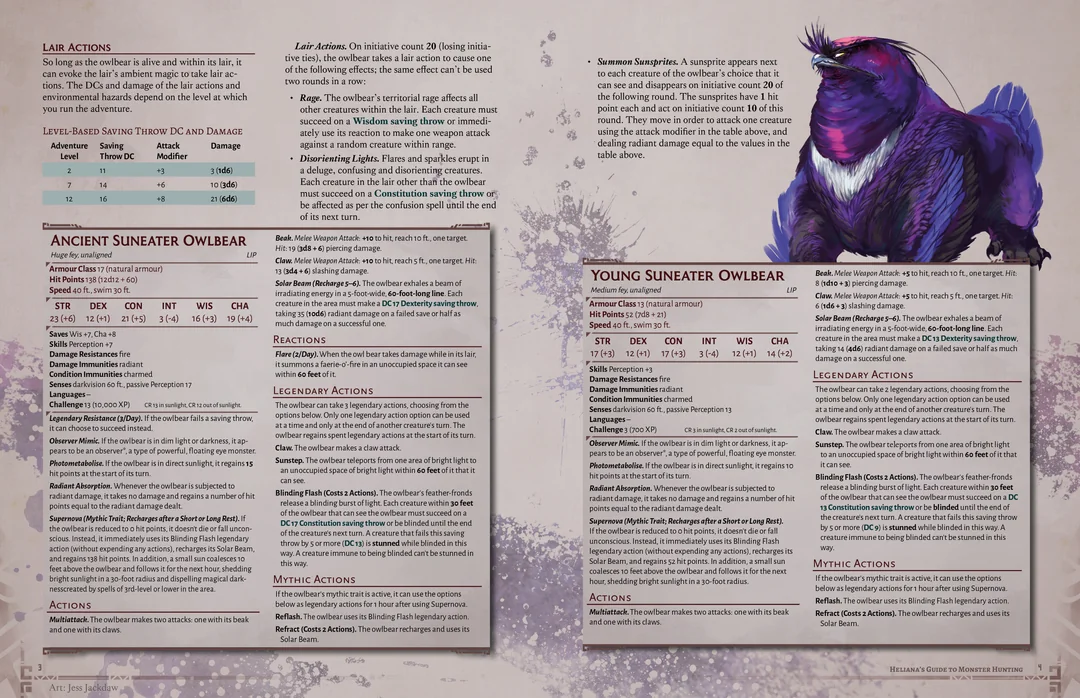 LAIR ACTIONS
So long as the owlbear is alive and within its lair, it
can evoke the lair's ambient magic to take lair ac-
tions. The DCs and damage of the lair actions and
environmental hazards depend on the level at which
you run the adventure.
LEVEL-BASED SAVING THROW DC AND DAMAGE
Adventure Level Saving Throw DC Attack Modifier Damage
2 11 +3 3 (1d6)
7 14 +6 10 (3d6)
12 16 +8 21 (6d6)
Lair Actions. On initiative count 20 (losing initia-
tive ties), the owlbear takes a lair action to cause one
of the following effects; the same effect can't be used
two rounds in a row:
• Rage. The owlbear's territorial rage affects all
other creatures within the lair. Each creature must
succeed on a Wisdom saving throw or immedi-
ately use its reaction to make one weapon attack
against a random creature within range.
• Disorienting Lights. Flares and sparkles erupt in
a deluge, confusing and disorienting creatures.
Each creature in the lair other than the owlbear
must succeed on a Constitution saving throw or
be affected as per the confusion spell until the end
of its next turn.
• Summon Sunsprites. A sunsprite appears next
to each creature of the owlbear's choice that it
can see and disappears on initiative count 20 of
the following round. The sunsprites have 1 hit
point each and act on initiative count 10 of this
round. They move in order to attack one creature
using the attack modifier in the table above, and
dealing radiant damage equal to the values in the
table above.
ANCIENT SUNEATER OWLBEAR
Huge fey, unaligned LIP
Armour Class 17 (natural armour)
Hit Points 138 (12d12 + 60)
Speed 40 ft., swim 30 ft.
STR DEX CON INT WIS CHA
23 (+6) 12 (+1) 21 (+5) 3 (-4) 16 (+3) 19 (+4)
Saves Wis +7, Cha +8
Skills Perception +7
Damage Resistances fire
Damage Immunities radiant
Condition Immunities charmed
Senses darkvision 60 ft., passive Perception 17
Languages –
Challenge 13 (10,000 XP) CR 13 in sunlight, CR 12 out of sunlight.
Legendary Resistance (3/Day). If the owlbear fails a saving throw,
it can choose to succeed instead.
Observer Mimic. If the owlbear is in dim light or darkness, it ap-
pears to be an observer*, a type of powerful, floating eye monster.
Photometabolise. If the owlbear is in direct sunlight, it regains 15
hit points at the start of its turn.
Radiant Absorption. Whenever the owlbear is subjected to
radiant damage, it takes no damage and regains a number of hit
points equal to the radiant damage dealt.
Supernova (Mythic Trait; Recharges after a Short or Long Rest). If
the owlbear is reduced to 0 hit points, it doesn't die or fall uncon-
scious. Instead, it immediately uses its Blinding Flash legendary
action (without expending any actions), recharges its Solar Beam,
and regains 138 hit points. In addition, a small sun coalesces 10
feet above the owlbear and follows it for the next hour, shedding
bright sunlight in a 30-foot radius and dispelling magical dark-
nesscreated by spells of 3rd-level or lower in the area.
ACTIONS
Multiattack. The owlbear makes two attacks: one with its beak
and one with its claws.
Beak. Melee Weapon Attack: +10 to hit, reach 10 ft., one target.
Hit: 19 (3d8 + 6) piercing damage.
Claw. Melee Weapon Attack: +10 to hit, reach 5 ft., one target. Hit:
13 (3d4 + 6) slashing damage.
Solar Beam (Recharge 5–6). The owlbear exhales a beam of
irradiating energy in a 5-foot-wide, 60-foot-long line. Each
creature in the area must make a DC 17 Dexterity saving throw,
taking 35 (10d6) radiant damage on a failed save or half as
much damage on a successful one.
REACTIONS
Flare (2/Day). When the owl bear takes damage while in its lair,
it summons a faerie-o'-fire in an unoccupied space it can see
within 60 feet of it.
LEGENDARY ACTIONS
The owlbear can take 3 legendary actions, choosing from the
options below. Only one legendary action option can be used
at a time and only at the end of another creature's turn. The
owlbear regains spent legendary actions at the start of its turn.
Claw. The owlbear makes a claw attack.
Sunstep. The owlbear teleports from one area of bright light to
an unoccupied space of bright light within 60 feet of it that it
can see.
Blinding Flash (Costs 2 Actions). The owlbear's feather-fronds
release a blinding burst of light. Each creature within 30 feet
of the owlbear that can see the owlbear must succeed on a
DC 17 Constitution saving throw or be blinded until the end
of the creature's next turn. A creature that fails this saving
throw by 5 or more (DC 13) is stunned while blinded in this
way. A creature immune to being blinded can't be stunned in
this way.
MYTHIC ACTIONS
If the owlbear's mythic trait is active, it can use the options
below as legendary actions for 1 hour after using Supernova.
Reflash. The owlbear uses its Blinding Flash legendary action.
Refract (Costs 2 Actions). The owlbear recharges and uses its
Solar Beam.
YOUNG SUNEATER OWLBEAR
Medium fey, unaligned LIP
Armour Class 13 (natural armour)
Hit Points 52 (7d8 + 21)
Speed 40 ft., swim 30 ft.
STR DEX CON INT WIS CHA
17 (+3) 12 (+1) 17 (+3) 3 (-4) 12 (+1) 14 (+2)
Skills Perception +3
Damage Resistances fire
Damage Immunities radiant
Condition Immunities charmed
Senses darkvision 60 ft., passive Perception 13
Languages –
Challenge 3 (700 XP) CR 3 in sunlight, CR 2 out of sunlight.
Observer Mimic. If the owlbear is in dim light or darkness, it ap-
pears to be an observer*, a type of powerful, floating eye monster.
Photometabolise. If the owlbear is in direct sunlight, it regains 10
hit points at the start of its turn.
Radiant Absorption. Whenever the owlbear is subjected to
radiant damage, it takes no damage and regains a number of hit
points equal to the radiant damage dealt.
Supernova (Mythic Trait; Recharges after a Short or Long Rest).
If the owlbear is reduced to 0 hit points, it doesn't die or fall
unconscious. Instead, it immediately uses its Blinding Flash
legendary action (without expending any actions), recharges its
Solar Beam, and regains 52 hit points. In addition, a small sun
coalesces 10 feet above the owlbear and follows it for the next
hour, shedding bright sunlight in a 30-foot radius.
ACTIONS
Multiattack. The owlbear makes two attacks: one with its beak
and one with its claws.
Beak. Melee Weapon Attack: +5 to hit, reach 10 ft., one target. Hit:
8 (1d10 + 3) piercing damage.
Claw. Melee Weapon Attack: +5 to hit, reach 5 ft., one target. Hit:
6 (1d6 + 3) slashing damage.
Solar Beam (Recharge 5–6). The owlbear exhales a beam of
irradiating energy in a 5-foot-wide, 60-foot-long line. Each
creature in the area must make a DC 13 Dexterity saving throw,
taking 14 (4d6) radiant damage on a failed save or half as much
damage on a successful one.
LEGENDARY ACTIONS
The owlbear can take 2 legendary actions, choosing from the
options below. Only one legendary action option can be used
at a time and only at the end of another creature's turn. The
owlbear regains spent legendary actions at the start of its turn.
Claw. The owlbear makes a claw attack.
Sunstep. The owlbear teleports from one area of bright light
to an unoccupied space of bright light within 60 feet of it that
it can see.
Blinding Flash (Costs 2 Actions). The owlbear's feather-fronds
release a blinding burst of light. Each creature within 30 feet
of the owlbear that can see the owlbear must succeed on a DC
13 Constitution saving throw or be blinded until the end of
the creature's next turn. A creature that fails this saving throw
by 5 or more (DC 9) is stunned while blinded in this way. A
creature immune to being blinded can't be stunned in this
way.
MYTHIC ACTIONS
If the owlbear's mythic trait is active, it can use the options
below as legendary actions for 1 hour after using Supernova.
Reflash. The owlbear uses its Blinding Flash legendary action.
Refract (Costs 2 Actions). The owlbear recharges and uses its
Solar Beam.
3
Art: Jess Jackdaw
HELIANA'S GUIDE TO MONSTER HUNTING
4